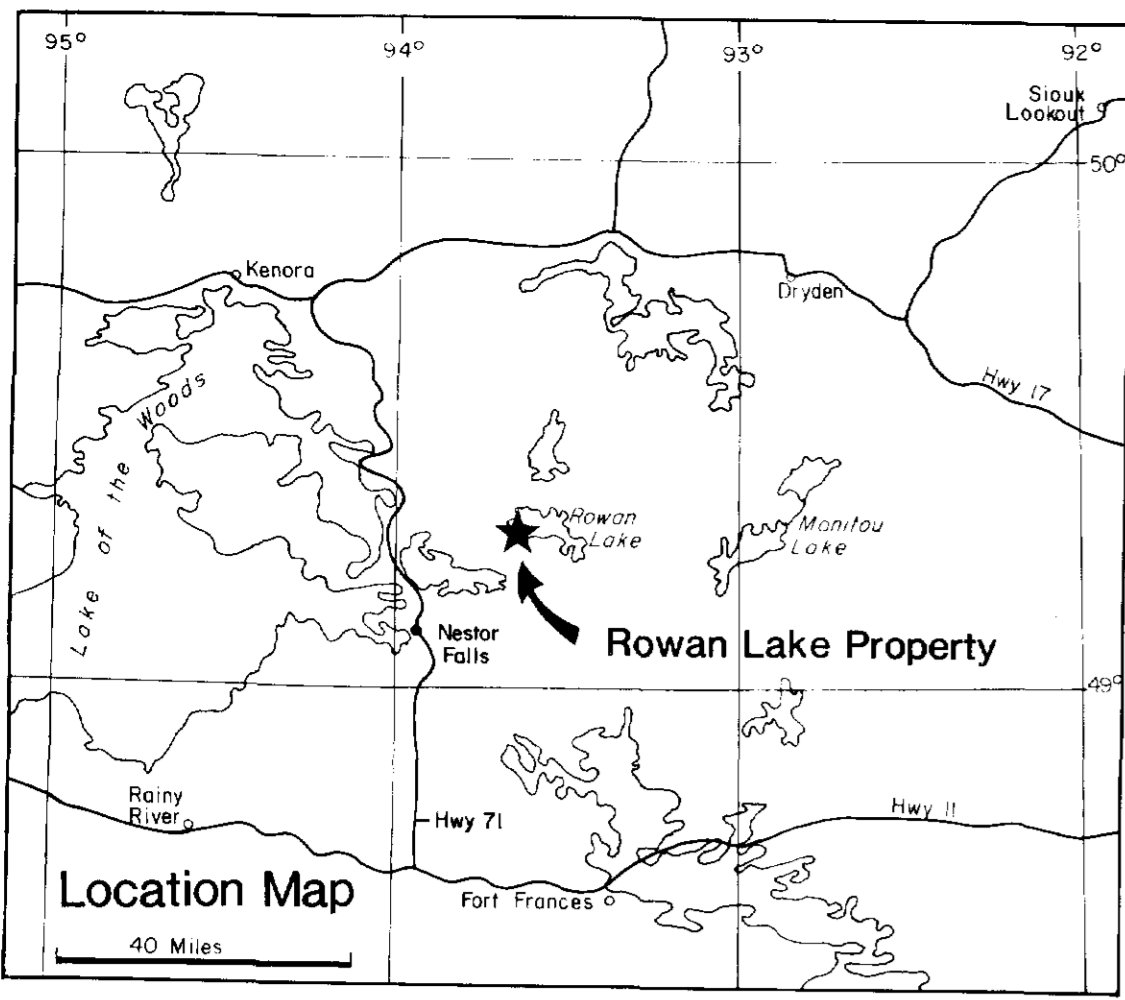 95°
94°
93°
92°
Sioux
Lookout
50°
Kenora
Dryden
Hwy 17
Lake of the Woods
Rowan
Lake
Manitou
Lake
Nestor
Falls
Rowan Lake Property
49°
Rainy
River
Hwy 71
Hwy 11
Location Map
Fort Frances
40 Miles